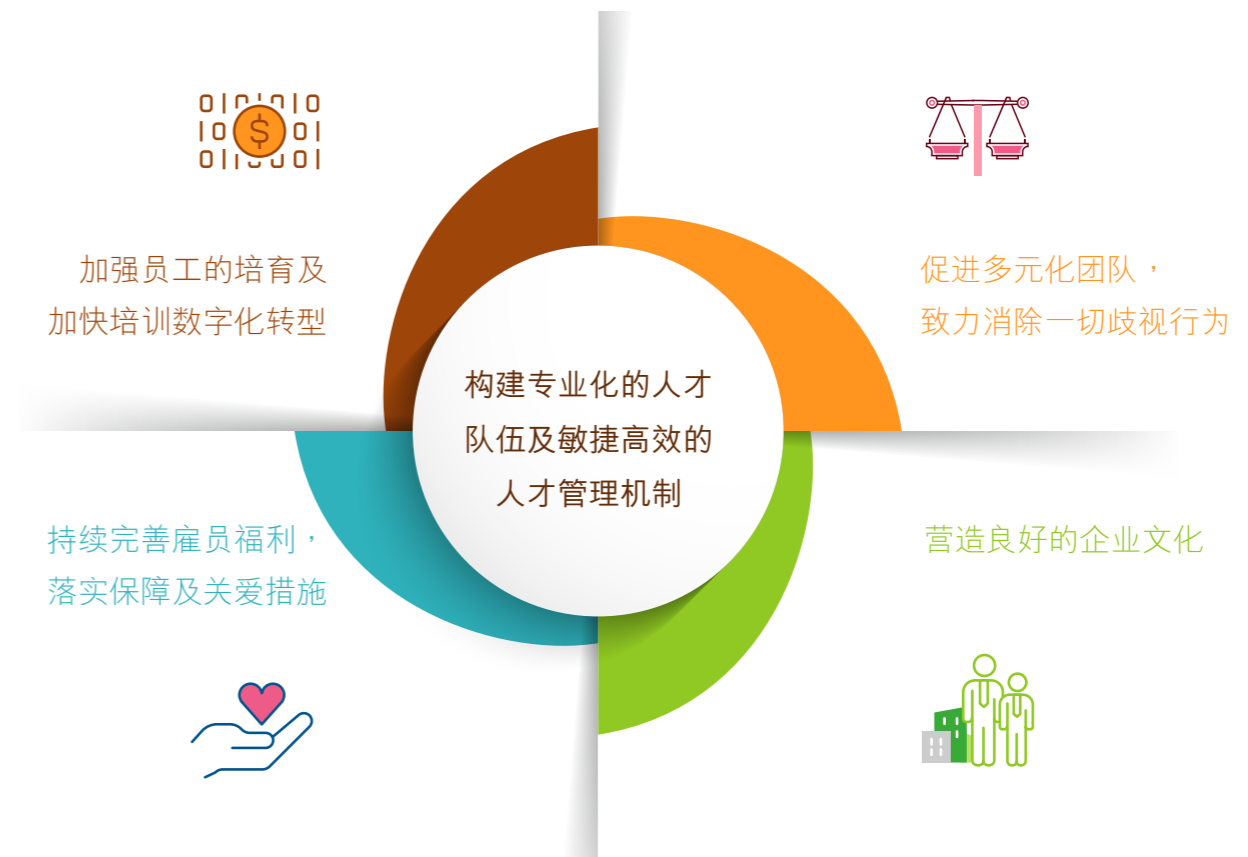 加强员工的培育及
加快培训数字化转型
促进多元化团队，
致力消除一切歧视行为
构建专业化的人才
队伍及敏捷高效的
人才管理机制
持续完善雇员福利，
落实保障及关爱措施
营造良好的企业文化